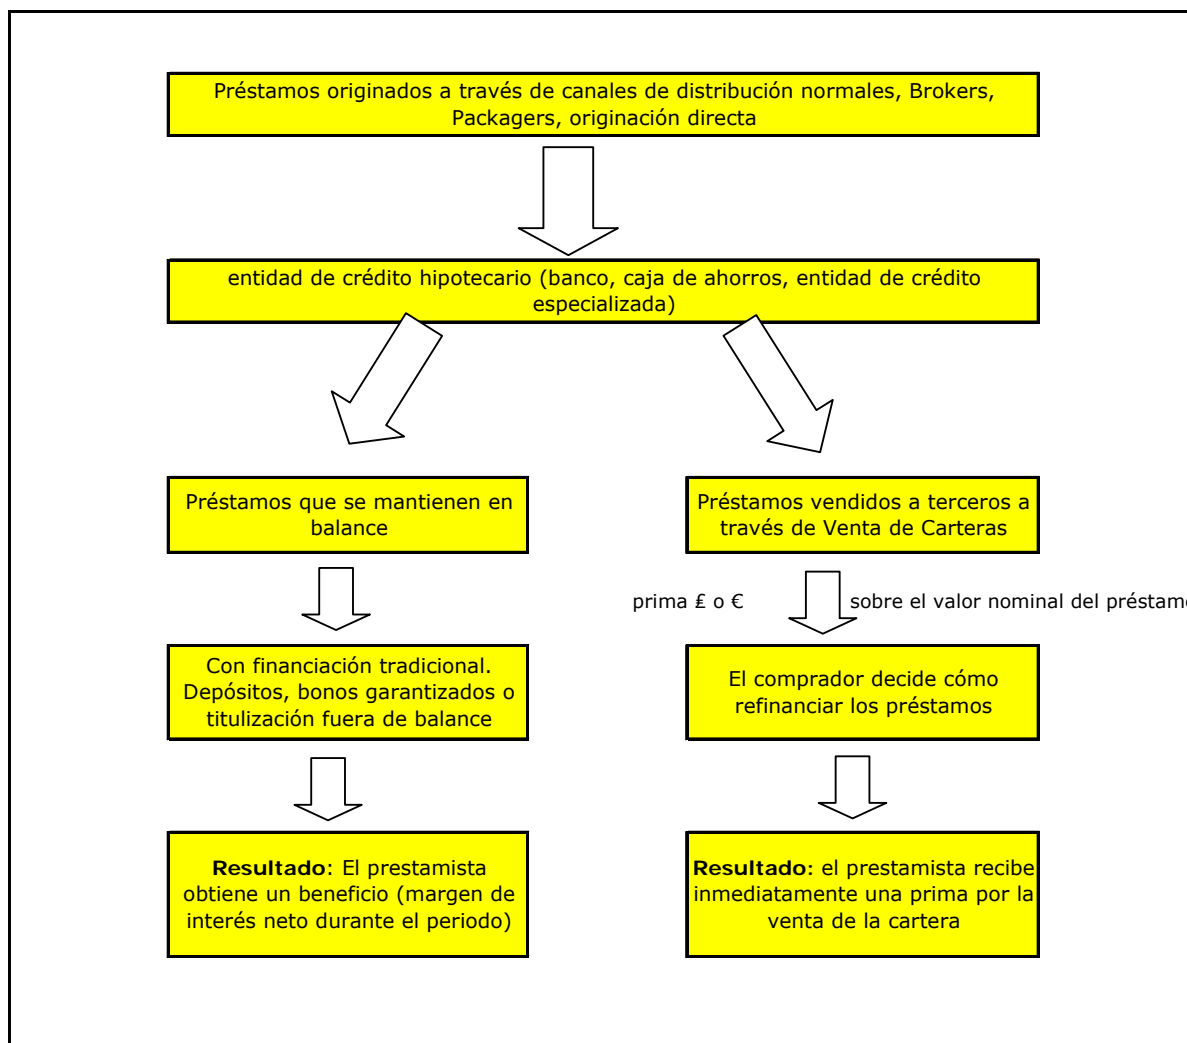 Préstamos originados a través de canales de distribución normales, Brokers,
Packagers, originación directa
entidad de crédito hipotecario (banco, caja de ahorros, entidad de crédito
especializada)
Préstamos que se mantienen en
balance
Préstamos vendidos a terceros a
través de Venta de Carteras
prima ₤ o € sobre el valor nominal del préstamo
Con financiación tradicional.
Depósitos, bonos garantizados o
titulización fuera de balance
El comprador decide cómo
refinanciar los préstamos
Resultado: El prestamista
obtiene un beneficio (margen de
interés neto durante el periodo)
Resultado: el prestamista recibe
inmediatamente una prima por la
venta de la cartera